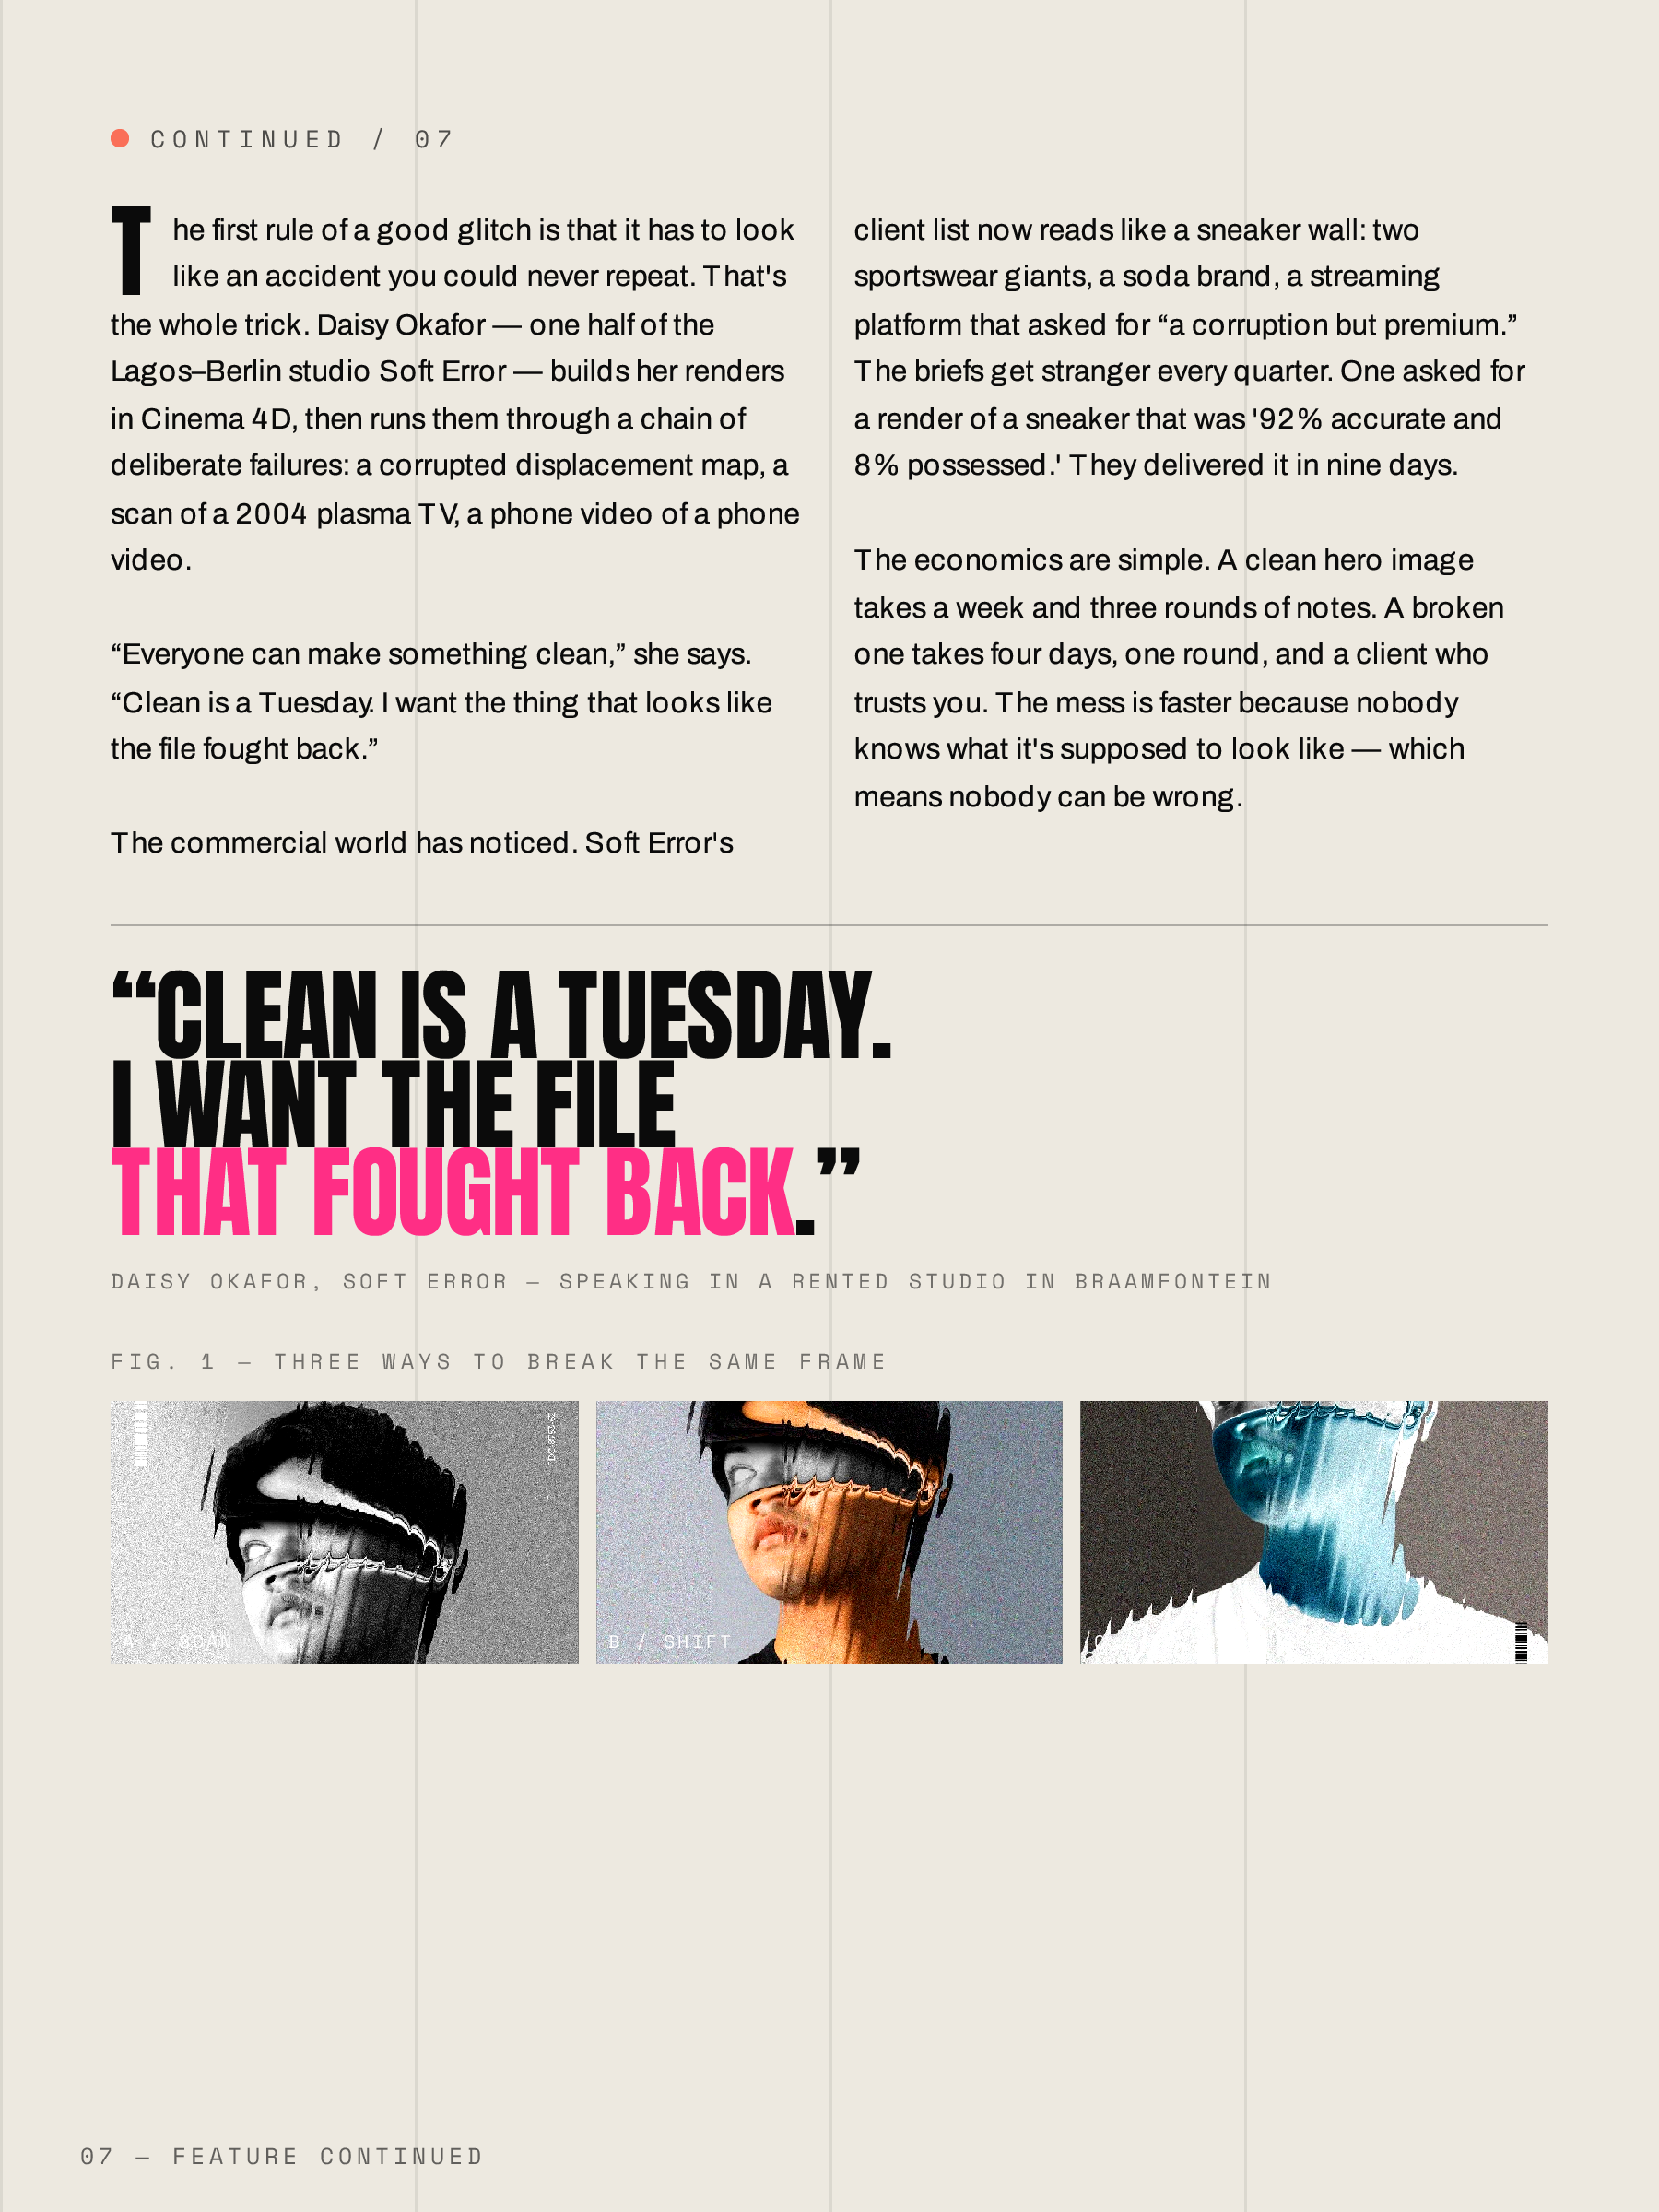 CONTINUED / 07
The first rule of a good glitch is that it has to look
like an accident you could never repeat. That's
the whole trick. Daisy Okafor — one half of the
Lagos–Berlin studio Soft Error — builds her renders
in Cinema 4D, then runs them through a chain of
deliberate failures: a corrupted displacement map, a
scan of a 2004 plasma TV, a phone video of a phone
video.
“Everyone can make something clean,” she says.
“Clean is a Tuesday. I want the thing that looks like
the file fought back.”
The commercial world has noticed. Soft Error's
client list now reads like a sneaker wall: two
sportswear giants, a soda brand, a streaming
platform that asked for “a corruption but premium.”
The briefs get stranger every quarter. One asked for
a render of a sneaker that was '92% accurate and
8% possessed.' They delivered it in nine days.
The economics are simple. A clean hero image
takes a week and three rounds of notes. A broken
one takes four days, one round, and a client who
trusts you. The mess is faster because nobody
knows what it's supposed to look like — which
means nobody can be wrong.
“CLEAN IS A TUESDAY.
I WANT THE FILE
THAT FOUGHT BACK.”
DAISY OKAFOR, SOFT ERROR — SPEAKING IN A RENTED STUDIO IN BRAAMFONTEIN
FIG. 1 — THREE WAYS TO BREAK THE SAME FRAME
A / SCAN
B / SHIFT
07 — FEATURE CONTINUED